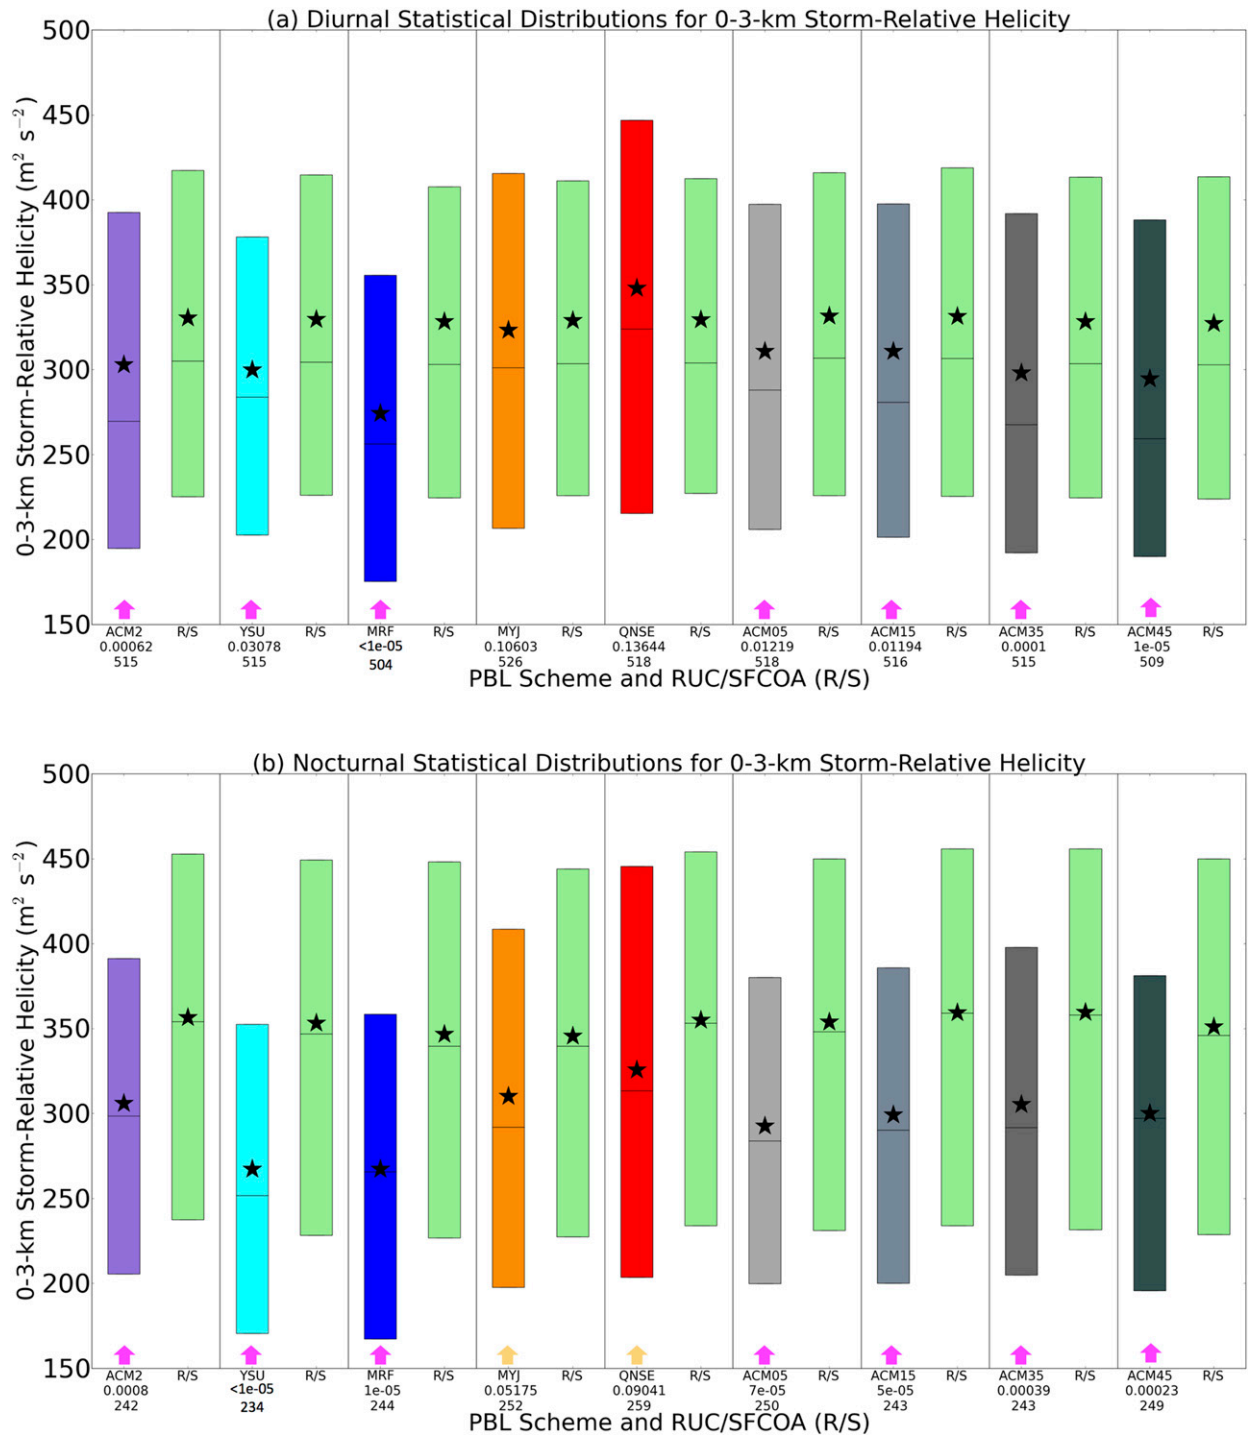 (a) Diurnal Statistical Distributions for 0-3-km Storm-Relative Helicity
0-3-km Storm-Relative Helicity (m² s⁻²)
500
450
400
350
300
250
200
150
ACM2 R/S YSU R/S MRF R/S MYJ R/S QNSE R/S ACM05 R/S ACM15 R/S ACM35 R/S ACM45 R/S
0.00062 0.03078 <1e-05 0.10603 0.13644 0.01219 0.01194 0.0001 1e-05
515 515 504 526 518 518 516 515 509
PBL Scheme and RUC/SFCOA (R/S)
(b) Nocturnal Statistical Distributions for 0-3-km Storm-Relative Helicity
0-3-km Storm-Relative Helicity (m² s⁻²)
500
450
400
350
300
250
200
150
ACM2 R/S YSU R/S MRF R/S MYJ R/S QNSE R/S ACM05 R/S ACM15 R/S ACM35 R/S ACM45 R/S
0.0008 <1e-05 1e-05 0.05175 0.09041 7e-05 5e-05 0.00039 0.00023
242 234 244 252 259 250 243 243 249
PBL Scheme and RUC/SFCOA (R/S)